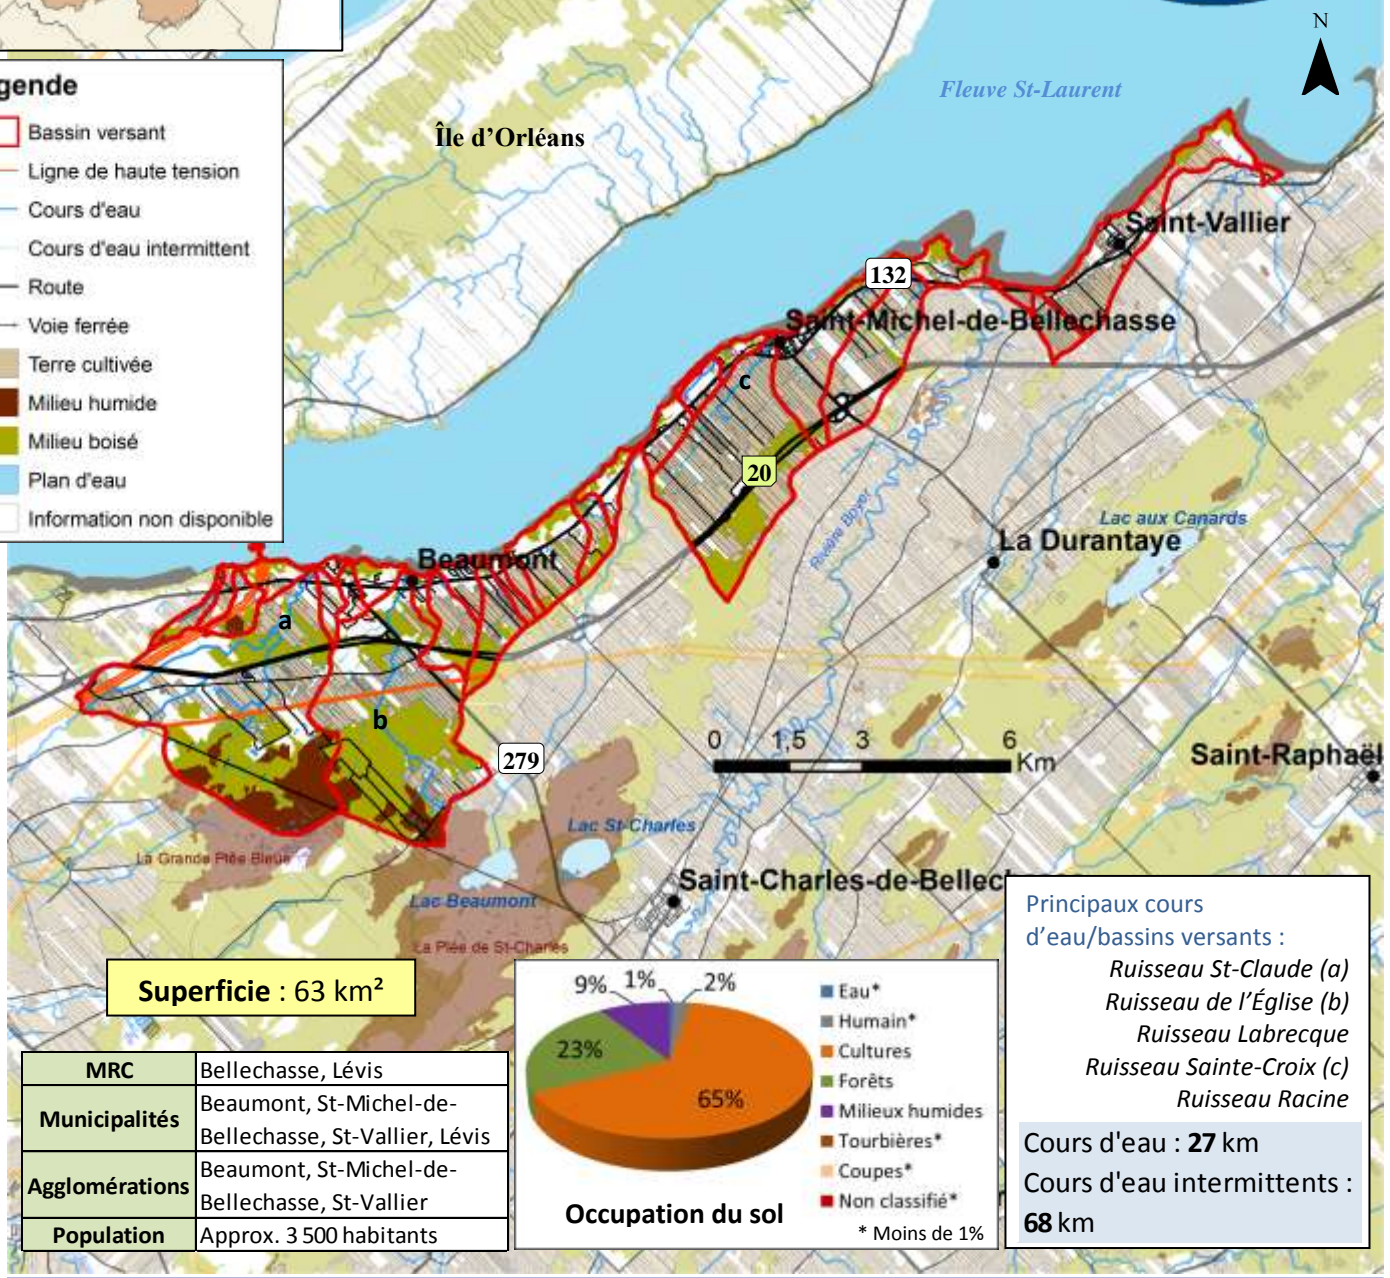 N
Fleuve St-Laurent
Île d'Orléans
gende
Bassin versant
Ligne de haute tension
Cours d'eau
Cours d'eau intermittent
Route
Voie ferrée
Terre cultivée
Milieu humide
Milieu boisé
Plan d'eau
Information non disponible
Saint-Vallier
132
Saint-Michel-de-Bellechasse
c
20
Rivière Boyer
Lac aux Canards
La Durantaye
Beaumont
a
b
279
0 1,5 3 6
Km
Saint-Raphaël
Lac St-Charles
La Grande Plée Bleue
Saint-Charles-de-Bellec
Lac Beaumont
La Plée de St-Charles
Superficie : 63 km²
MRC Bellechasse, Lévis
Municipalités Beaumont, St-Michel-de-
Bellechasse, St-Vallier, Lévis
Agglomérations Beaumont, St-Michel-de-
Bellechasse, St-Vallier
Population Approx. 3 500 habitants
9% 1% 2%
23%
65%
Eau*
Humain*
Cultures
Forêts
Milieux humides
Tourbières*
Coupes*
Non classifié*
Occupation du sol
* Moins de 1%
Principaux cours
d'eau/bassins versants :
Ruisseau St-Claude (a)
Ruisseau de l'Église (b)
Ruisseau Labrecque
Ruisseau Sainte-Croix (c)
Ruisseau Racine
Cours d'eau : 27 km
Cours d'eau intermittents :
68 km